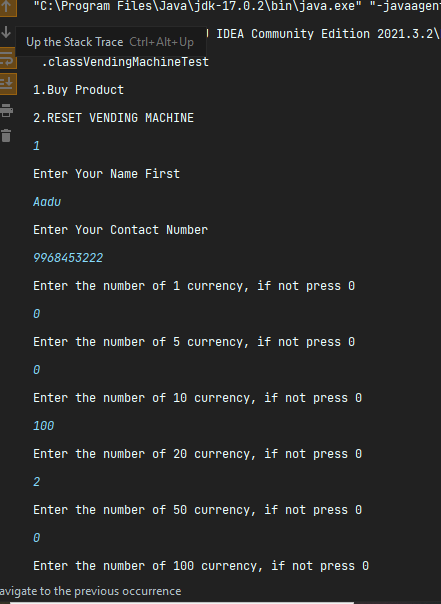 "C:\Program Files\Java\jdk-17.0.2\bin\java.exe" "-javaagent
Up the Stack Trace Ctrl+Alt+Up
IDEA Community Edition 2021.3.2\
.classVendingMachineTest
1.Buy Product
2.RESET VENDING MACHINE
1
Enter Your Name First
Aadu
Enter Your Contact Number
9968453222
Enter the number of 1 currency, if not press 0
0
Enter the number of 5 currency, if not press 0
0
Enter the number of 10 currency, if not press 0
100
Enter the number of 20 currency, if not press 0
2
Enter the number of 50 currency, if not press 0
0
Enter the number of 100 currency, if not press 0
avigate to the previous occurrence